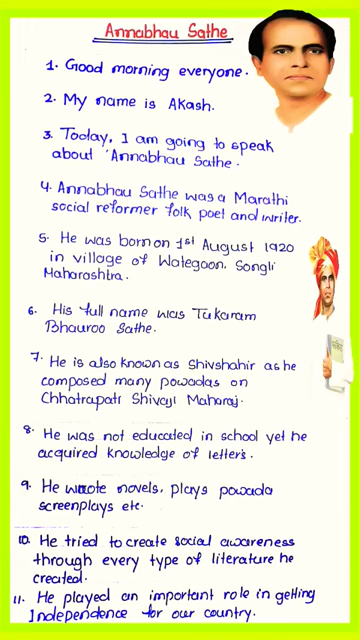 Annabhau Sathe
1. Good morning everyone.
2. My name is Akash.
3. Today, I am going to speak
about 'Annabhau Sathe.
4. Annabhau Sathe was a Marathi
social reformer folk poet and writer.
5. He was born on 1st August 1920
in village of Wategaon, Songli
Maharashtra.
6. His full name was Tukaram
Bhauroo Sathe.
7. He is also known as Shivshahir as he
composed many powadas on
Chhatrapati Shivaji Maharaj.
8. He was not educated in school yet he
acquired knowledge of letters.
9. He wrote novels, plays powada
screenplays etc.
10. He tried to create social awareness
through every type of literature he
created.
11. He played an important role in getting
Independence for our country.